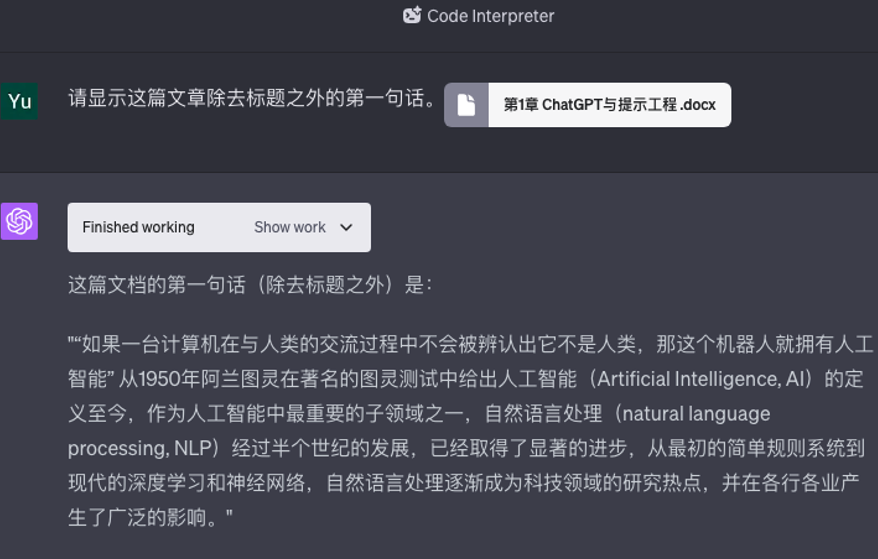 Code Interpreter
Yu
请显示这篇文章除去标题之外的第一句话。 第1章 ChatGPT与提示工程 .docx
Finished working Show work
这篇文档的第一句话（除去标题之外）是：
"“如果一台计算机在与人类的交流过程中不会被辨认出它不是人类，那这个机器人就拥有人工
智能” 从1950年阿兰图灵在著名的图灵测试中给出人工智能（Artificial Intelligence, AI）的定
义至今，作为人工智能中最重要的子领域之一，自然语言处理（natural language
processing, NLP）经过半个世纪的发展，已经取得了显著的进步，从最初的简单规则系统到
现代的深度学习和神经网络，自然语言处理逐渐成为科技领域的研究热点，并在各行各业产
生了广泛的影响。"